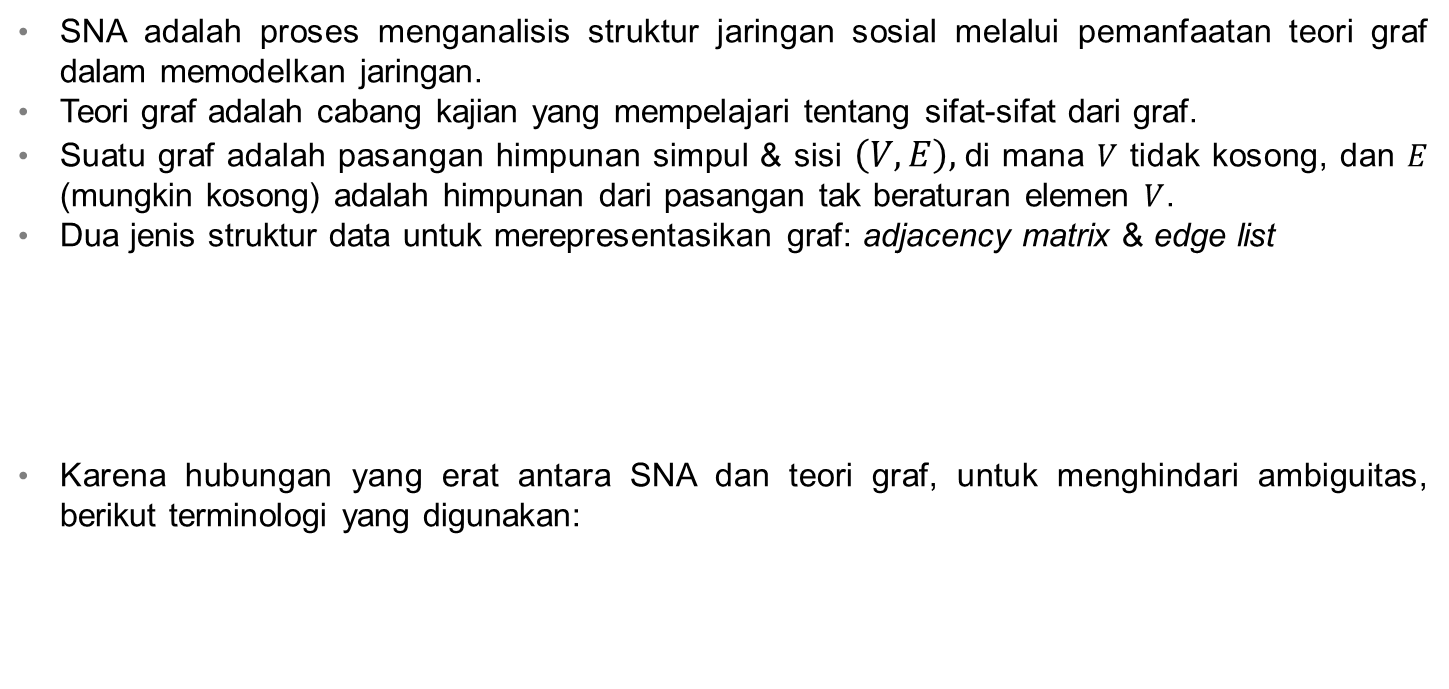 • SNA adalah proses menganalisis struktur jaringan sosial melalui pemanfaatan teori graf
dalam memodelkan jaringan.
• Teori graf adalah cabang kajian yang mempelajari tentang sifat-sifat dari graf.
• Suatu graf adalah pasangan himpunan simpul & sisi (V, E), di mana V tidak kosong, dan E
(mungkin kosong) adalah himpunan dari pasangan tak beraturan elemen V.
• Dua jenis struktur data untuk merepresentasikan graf: adjacency matrix & edge list
• Karena hubungan yang erat antara SNA dan teori graf, untuk menghindari ambiguitas,
berikut terminologi yang digunakan: